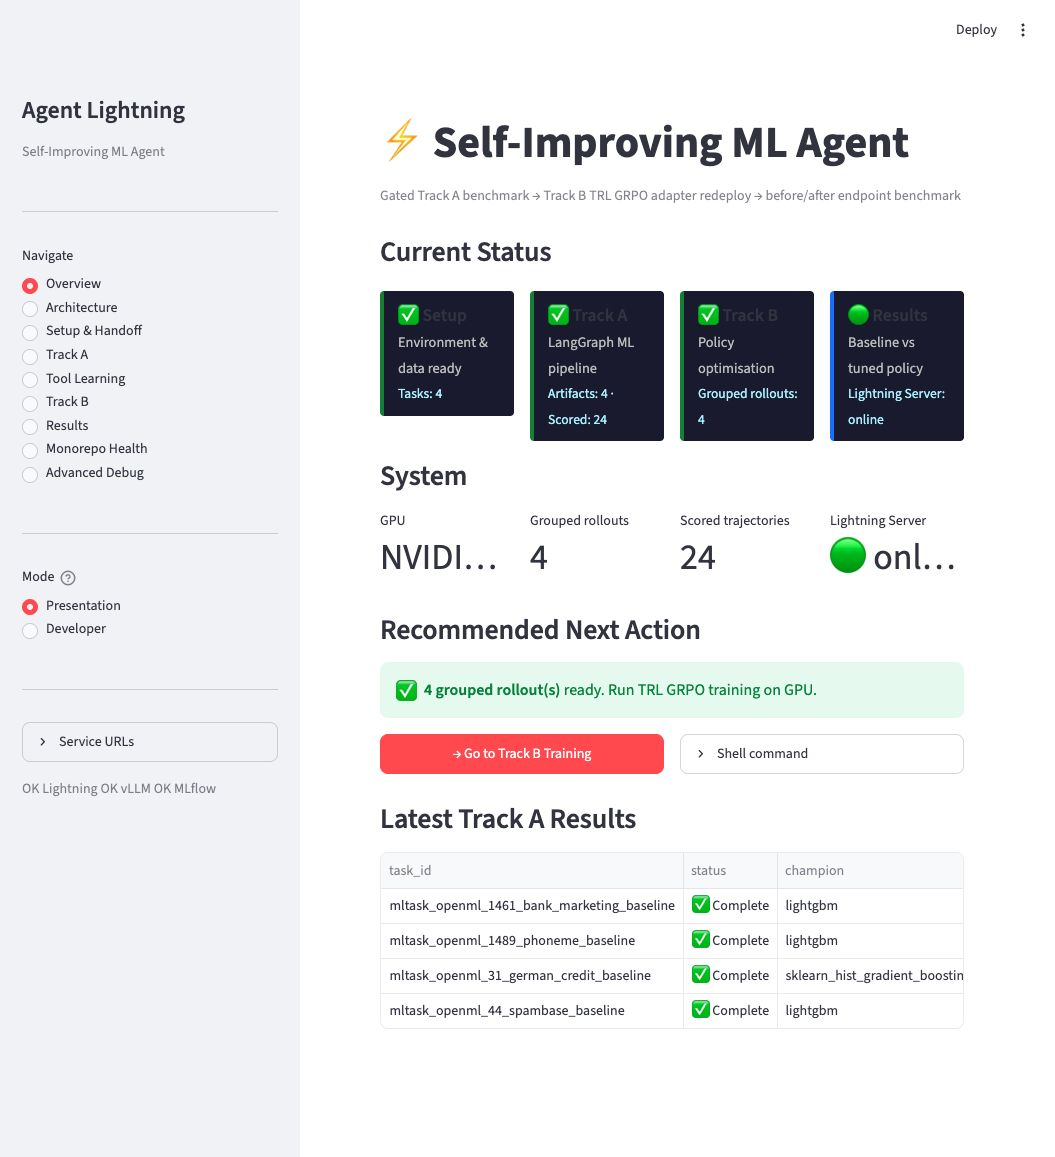 Deploy
Agent Lightning
Self-Improving ML Agent
Navigate
Overview
Architecture
Setup & Handoff
Track A
Tool Learning
Track B
Results
Monorepo Health
Advanced Debug
Mode
Presentation
Developer
Service URLs
OK Lightning OK vLLM OK MLflow
⚡ Self-Improving ML Agent
Gated Track A benchmark → Track B TRL GRPO adapter redeploy → before/after endpoint benchmark
Current Status
✅ Setup
Environment &
data ready
Tasks: 4
✅ Track A
LangGraph ML
pipeline
Artifacts: 4 ·
Scored: 24
✅ Track B
Policy
optimisation
Grouped rollouts:
4
🟢 Results
Baseline vs
tuned policy
Lightning Server:
online
System
GPU
NVIDI…
Grouped rollouts
4
Scored trajectories
24
Lightning Server
🟢 onl…
Recommended Next Action
✅ 4 grouped rollout(s) ready. Run TRL GRPO training on GPU.
→ Go to Track B Training
Shell command
Latest Track A Results
task_id status champion
mltask_openml_1461_bank_marketing_baseline ✅ Complete lightgbm
mltask_openml_1489_phoneme_baseline ✅ Complete lightgbm
mltask_openml_31_german_credit_baseline ✅ Complete sklearn_hist_gradient_boostin
mltask_openml_44_spambase_baseline ✅ Complete lightgbm